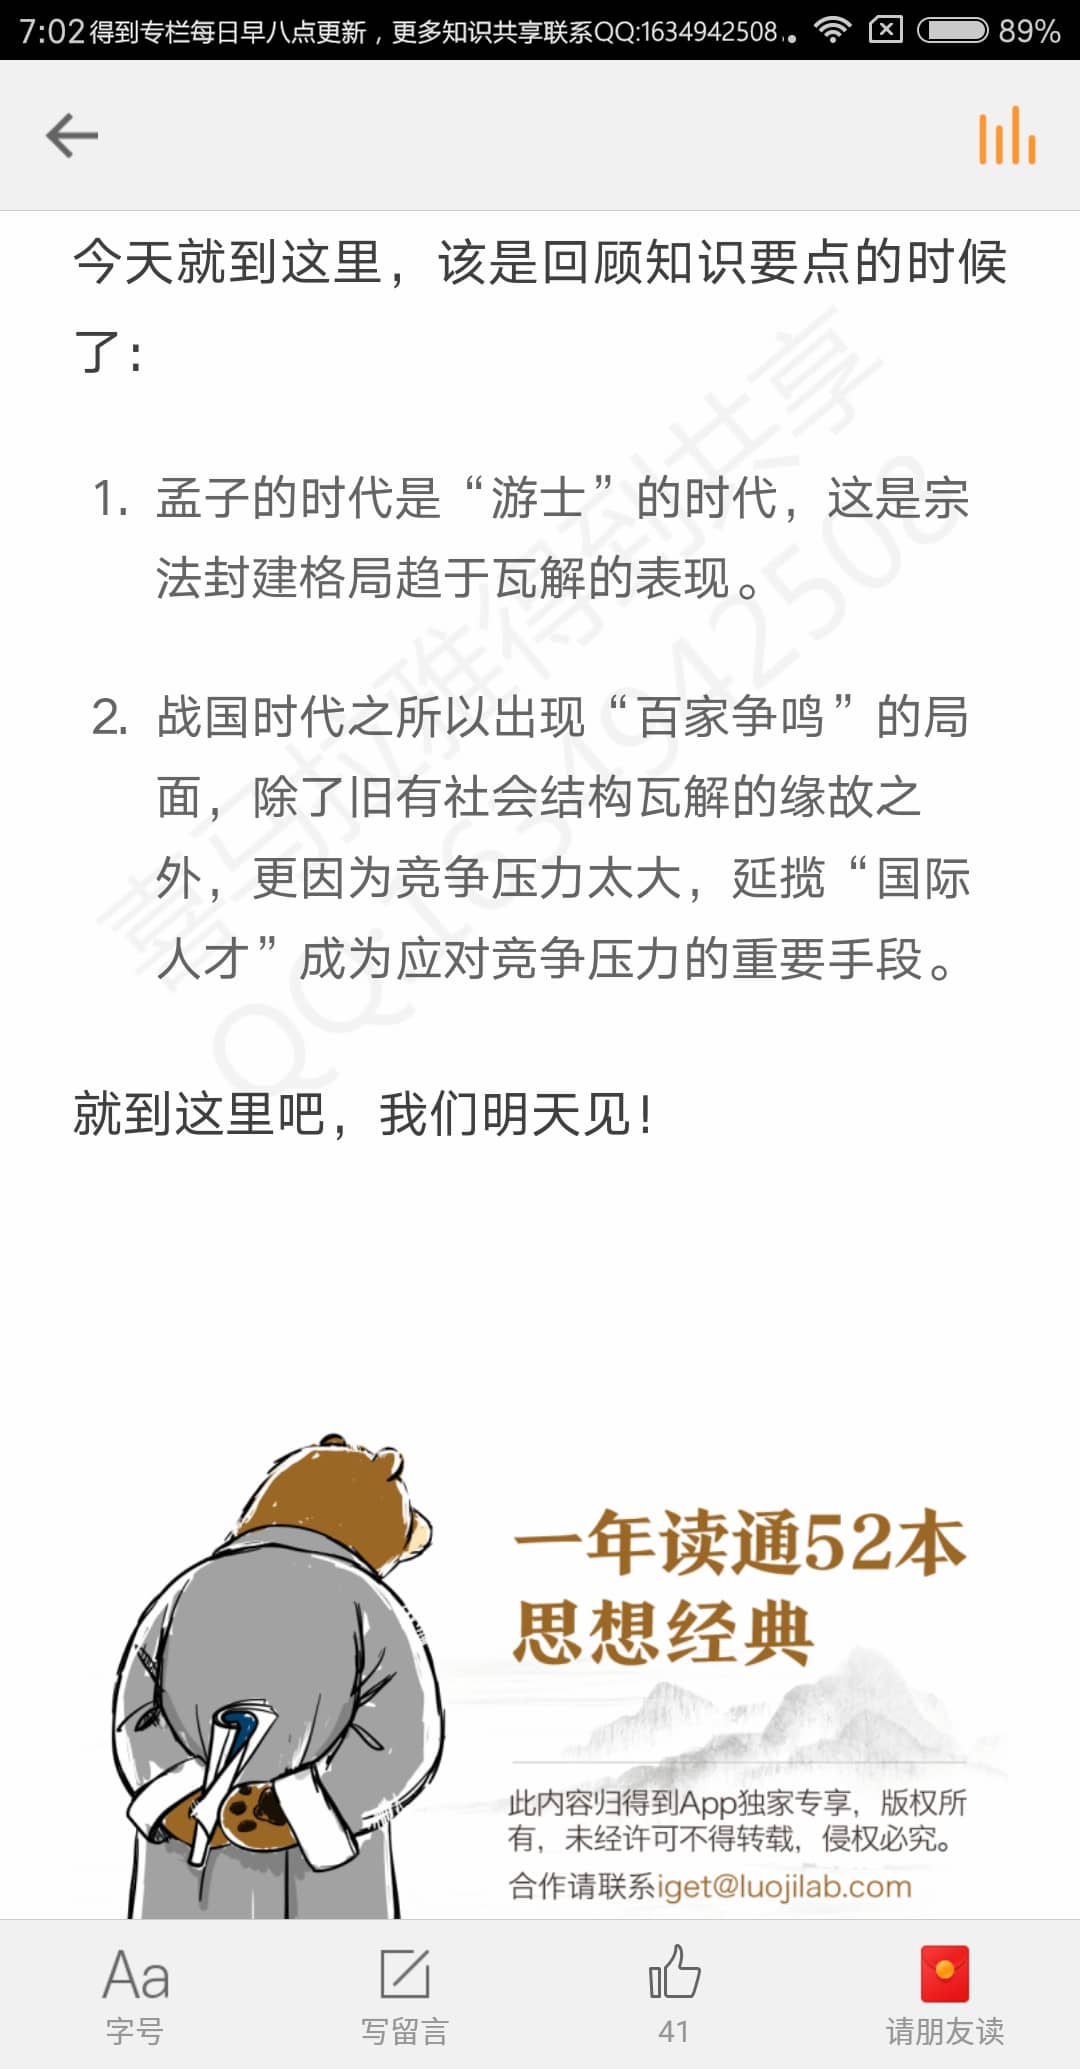 7:02 得到专栏每日早八点更新，更多知识共享联系QQ:1634942508.. 89%
今天就到这里，该是回顾知识要点的时候
了：
1. 孟子的时代是“游士”的时代，这是宗
法封建格局趋于瓦解的表现。
2. 战国时代之所以出现“百家争鸣”的局
面，除了旧有社会结构瓦解的缘故之
外，更因为竞争压力太大，延揽“国际
人才”成为应对竞争压力的重要手段。
就到这里吧，我们明天见！
喜马拉雅得到共享
QQ:1634942508
一年读通52本
思想经典
此内容归得到App独家专享，版权所
有，未经许可不得转载，侵权必究。
合作请联系iget@luojilab.com
Aa
字号 写留言 41 请朋友读